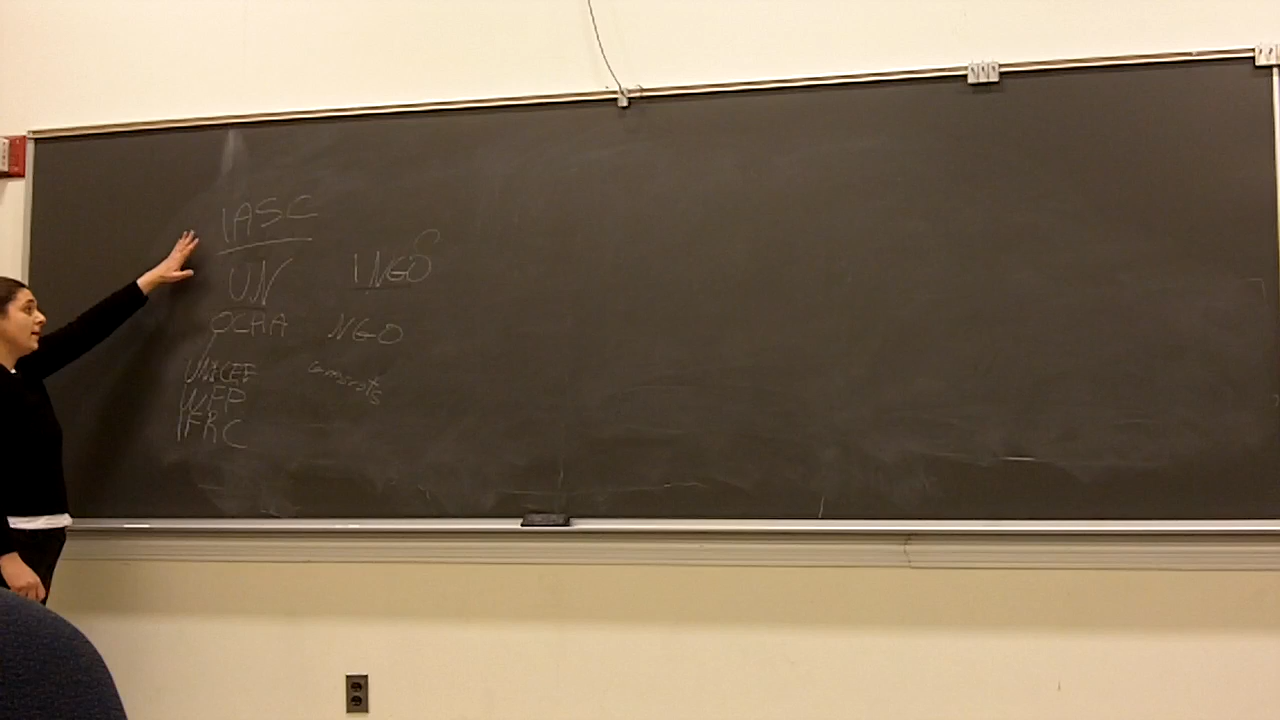 IASC
UN INGOS
OCHA NGO
UNICEF
WFP
IFRC